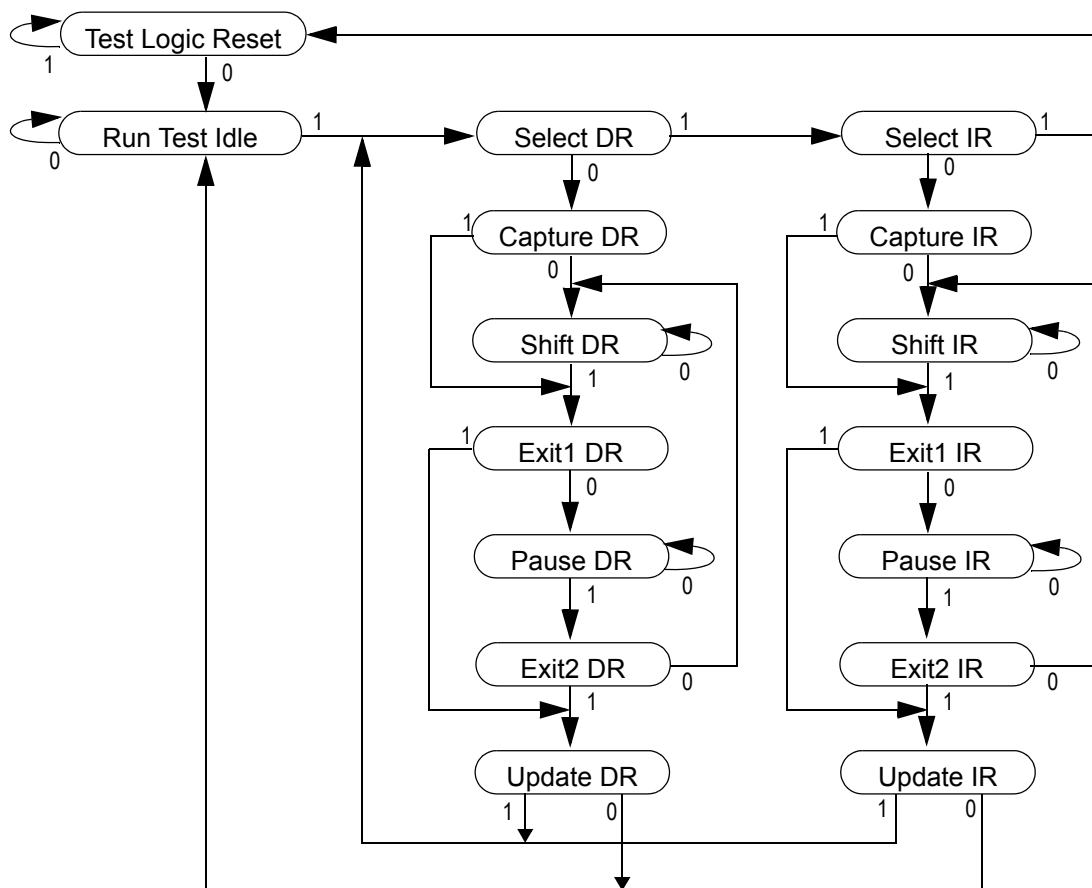 Test Logic Reset
1
0
Run Test Idle
1
0
Select DR
1
0
Select IR
1
0
1
Capture DR
0
1
Capture IR
0
Shift DR
0
1
Shift IR
0
1
1
Exit1 DR
0
1
Exit1 IR
0
Pause DR
0
1
Pause IR
0
1
Exit2 DR
0
1
Exit2 IR
0
1
Update DR
1
0
Update IR
1
0